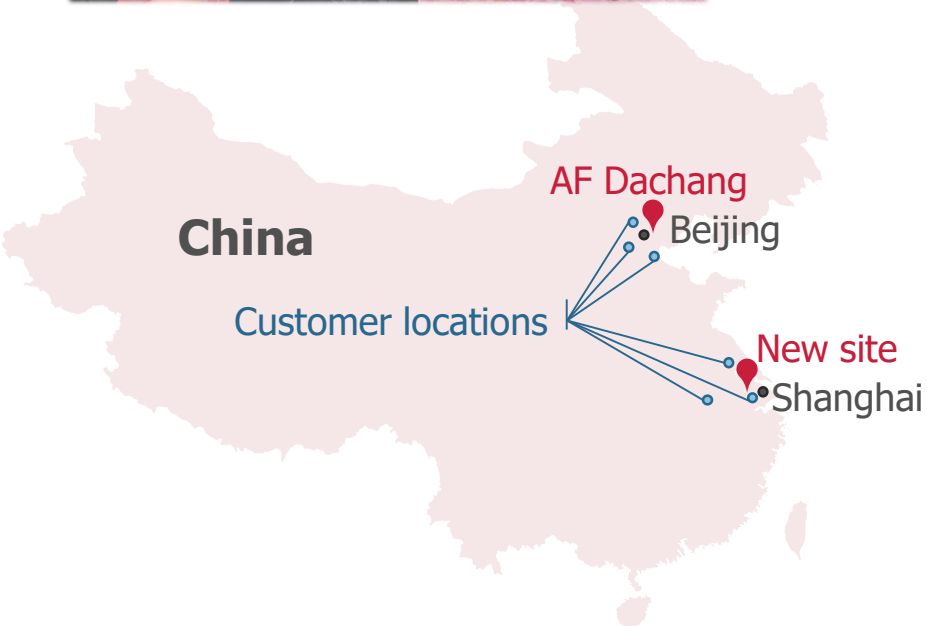 AF Dachang
Beijing
China
Customer locations
New site
Shanghai